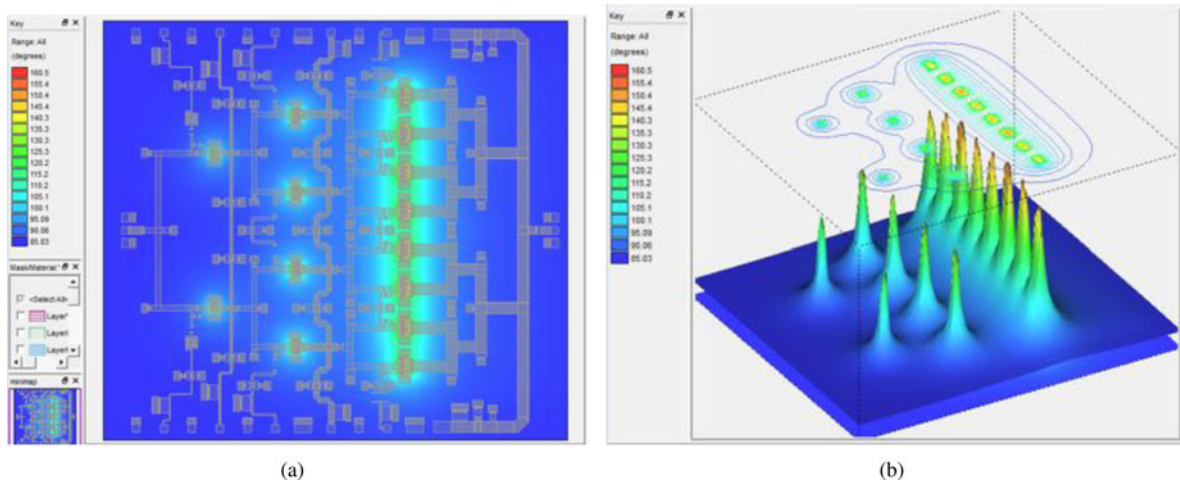 Key
Range: All
(degrees)
160.5
155.4
150.4
145.4
140.3
135.3
130.3
125.3
120.2
115.2
110.2
105.1
100.1
95.09
90.06
85.03
Mask/Material
<Select All>
Layer
Layer
Layer
minimap
(a)
Key
Range: All
(degrees)
160.5
155.4
150.4
145.4
140.3
135.3
130.3
125.3
120.2
115.2
110.2
105.1
100.1
95.09
90.06
85.03
(b)